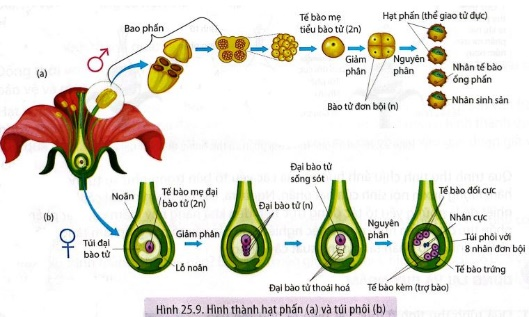 Bao phấn
Tế bào mẹ
tiểu bào tử (2n)
Hạt phấn (thể giao tử đực)
(a)
Giảm
phân
Nguyên
phân
Nhân tế bào
ống phấn
Nhân sinh sản
Bào tử đơn bội (n)
(b)
Noãn
Tế bào mẹ đại
bào tử (2n)
Túi đại
bào tử
Giảm phân
Lỗ noãn
Đại bào tử (n)
Đại bào tử
sống sót
Đại bào tử thoái hoá
Nguyên
phân
Tế bào đối cực
Nhân cực
Túi phôi với
8 nhân đơn bội
Tế bào trứng
Tế bào kèm (trợ bào)
Hình 25.9. Hình thành hạt phấn (a) và túi phôi (b)